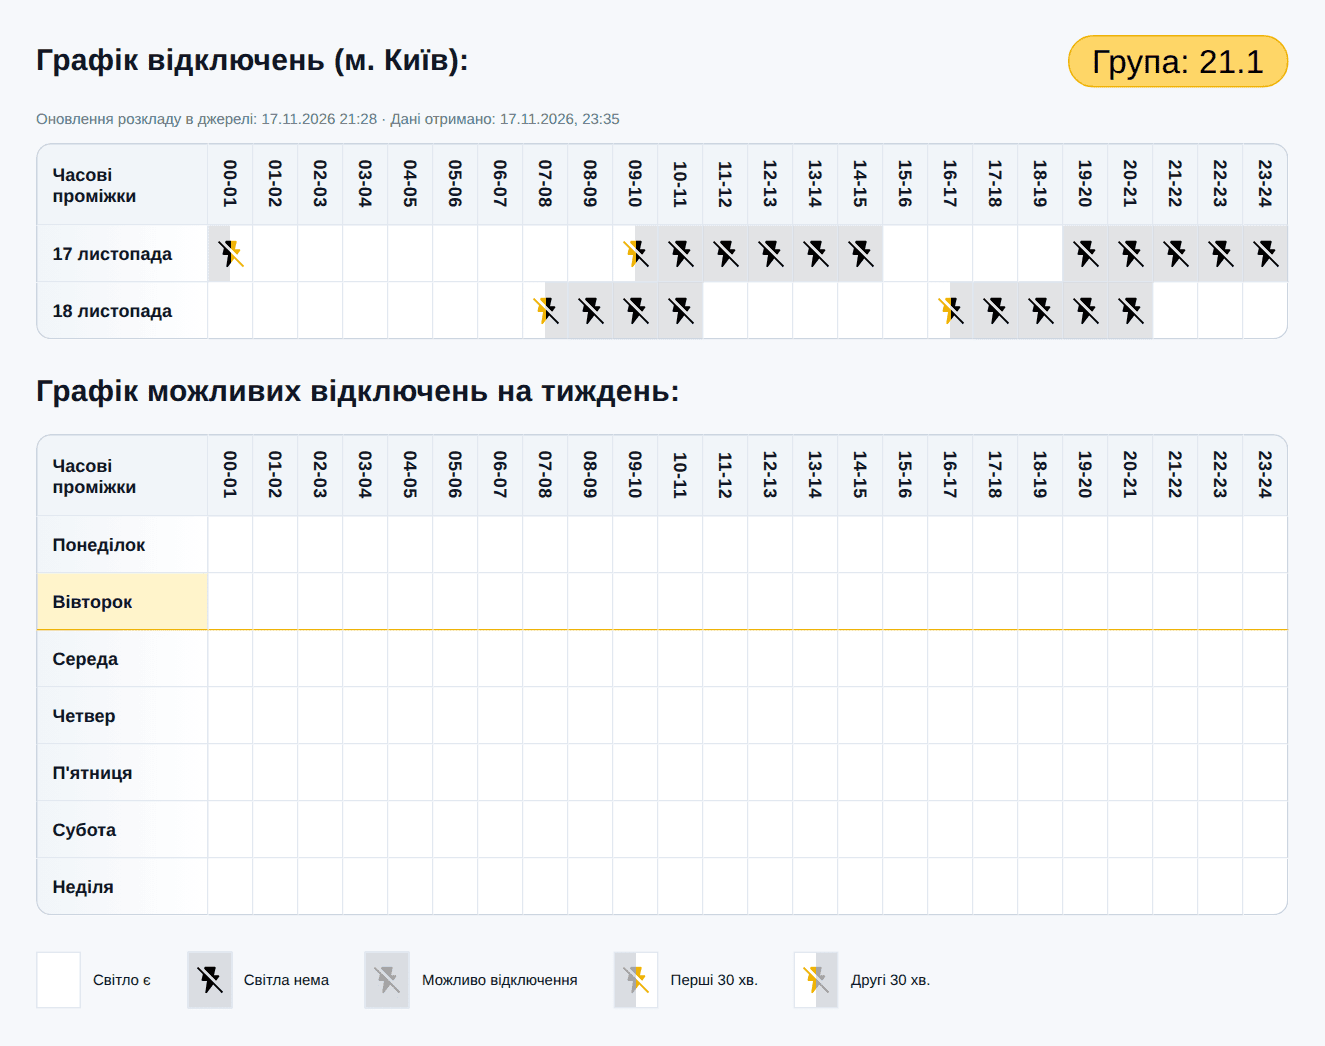 Графік відключень (м. Київ):
Група: 21.1
Оновлення розкладу в джерелі: 17.11.2026 21:28 · Дані отримано: 17.11.2026, 23:35
Часові проміжки 00-01 01-02 02-03 03-04 04-05 05-06 06-07 07-08 08-09 09-10 10-11 11-12 12-13 13-14 14-15 15-16 16-17 17-18 18-19 19-20 20-21 21-22 22-23 23-24
17 листопада
18 листопада
Графік можливих відключень на тиждень:
Часові проміжки 00-01 01-02 02-03 03-04 04-05 05-06 06-07 07-08 08-09 09-10 10-11 11-12 12-13 13-14 14-15 15-16 16-17 17-18 18-19 19-20 20-21 21-22 22-23 23-24
Понеділок
Вівторок
Середа
Четвер
П'ятниця
Субота
Неділя
Світло є Світла нема Можливо відключення Перші 30 хв. Другі 30 хв.